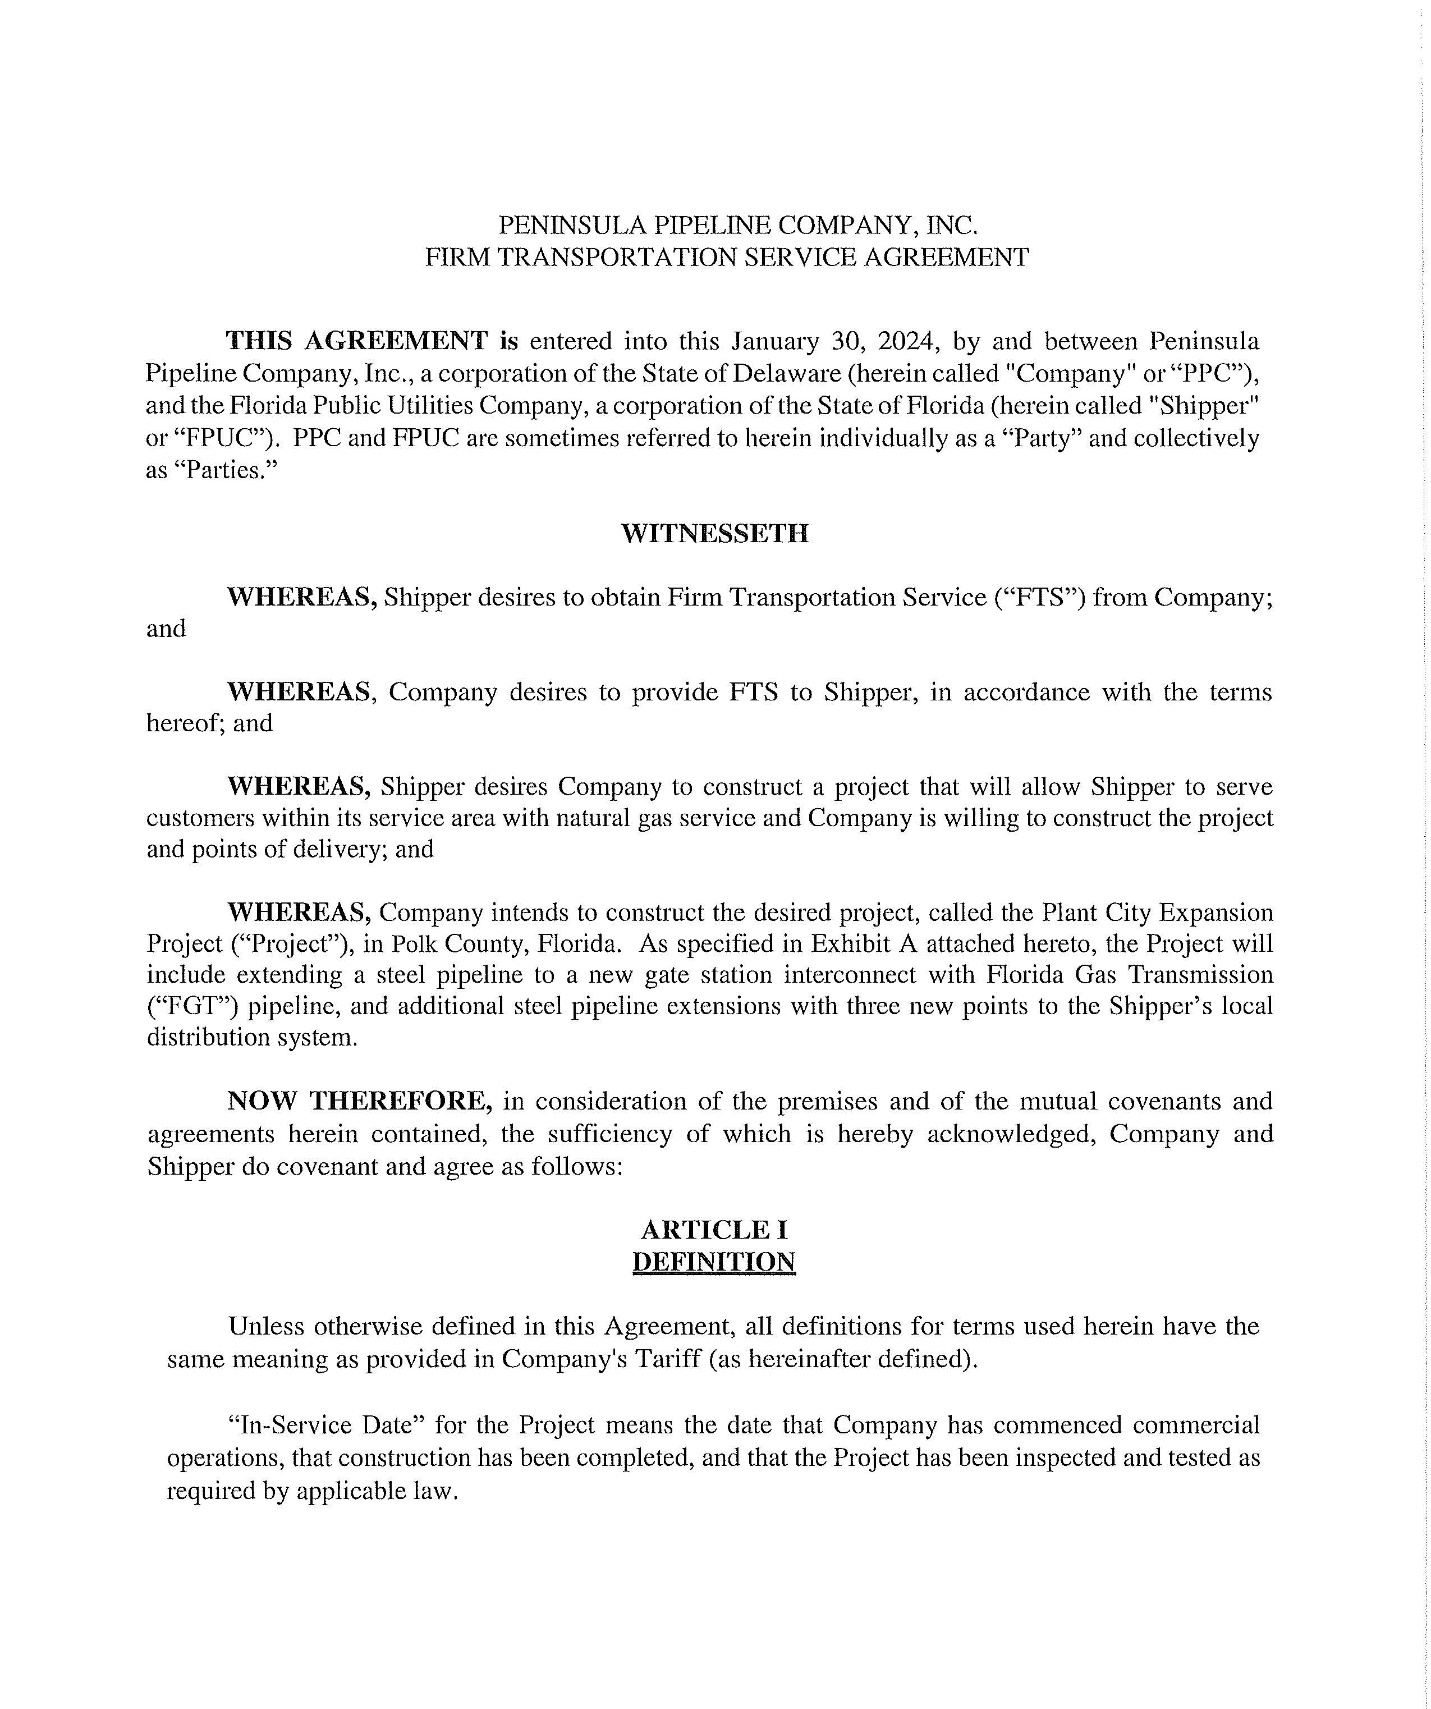 PENINSULA PIPELINE COMPANY, INC.
FIRM TRANSPORTATION SERVICE AGREEMENT
THIS AGREEMENT is entered into this January 30, 2024, by and between Peninsula
Pipeline Company, Inc., a corporation of the State of Delaware (herein called "Company" or “PPC”),
and the Florida Public Utilities Company, a corporation of the State of Florida (herein called "Shipper"
or “FPUC”). PPC and FPUC are sometimes referred to herein individually as a “Party” and collectively
as “Parties.”
WITNESSETH
WHEREAS, Shipper desires to obtain Firm Transportation Service (“FTS”) from Company;
and
WHEREAS, Company desires to provide FTS to Shipper, in accordance with the terms
hereof; and
WHEREAS, Shipper desires Company to construct a project that will allow Shipper to serve
customers within its service area with natural gas service and Company is willing to construct the project
and points of delivery; and
WHEREAS, Company intends to construct the desired project, called the Plant City Expansion
Project (“Project”), in Polk County, Florida. As specified in Exhibit A attached hereto, the Project will
include extending a steel pipeline to a new gate station interconnect with Florida Gas Transmission
(“FGT”) pipeline, and additional steel pipeline extensions with three new points to the Shipper’s local
distribution system.
NOW THEREFORE, in consideration of the premises and of the mutual covenants and
agreements herein contained, the sufficiency of which is hereby acknowledged, Company and
Shipper do covenant and agree as follows:
ARTICLE I
DEFINITION
Unless otherwise defined in this Agreement, all definitions for terms used herein have the
same meaning as provided in Company's Tariff (as hereinafter defined).
“In-Service Date” for the Project means the date that Company has commenced commercial
operations, that construction has been completed, and that the Project has been inspected and tested as
required by applicable law.